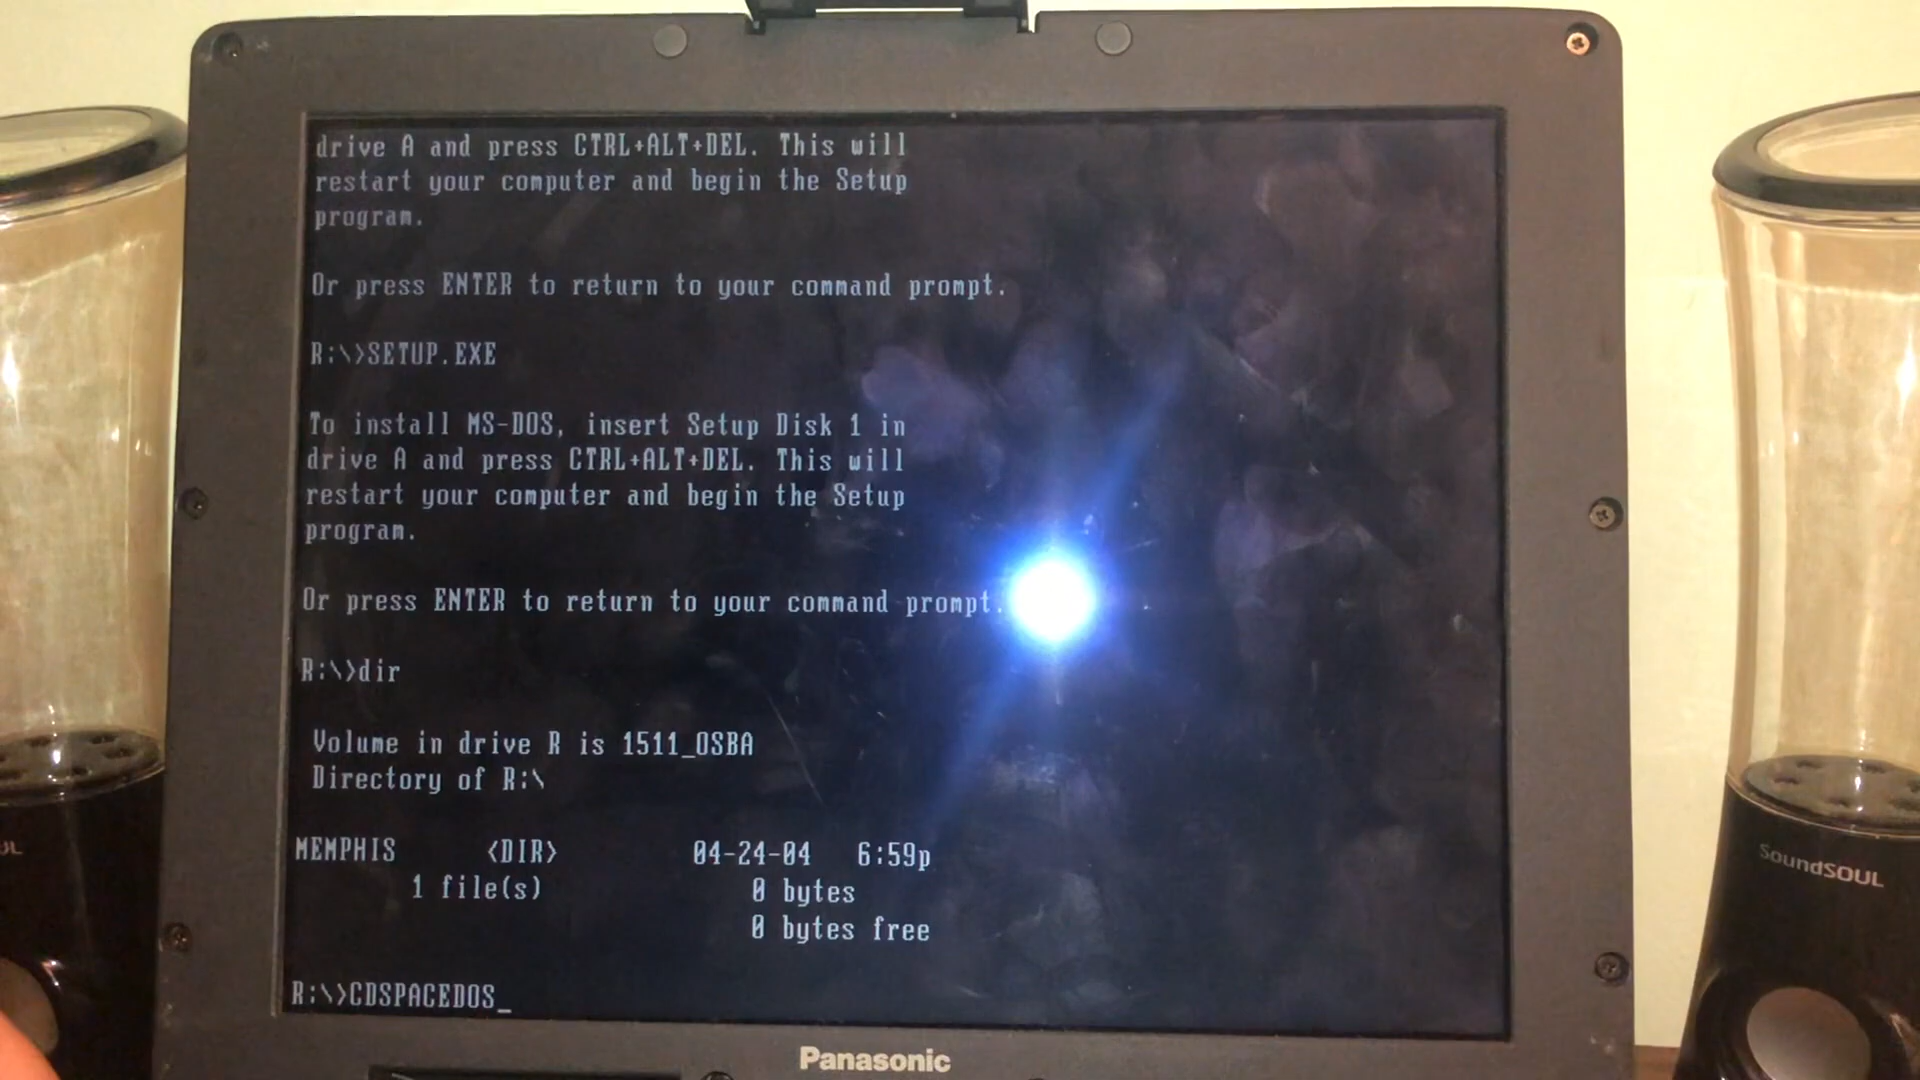 drive A and press CTRL+ALT+DEL. This will
restart your computer and begin the Setup
program.
Or press ENTER to return to your command prompt.
R:\>SETUP.EXE
To install MS-DOS, insert Setup Disk 1 in
drive A and press CTRL+ALT+DEL. This will
restart your computer and begin the Setup
program.
Or press ENTER to return to your command prompt.
R:\>dir
Volume in drive R is 1511_OSBA
Directory of R:\
MEMPHIS <DIR> 04-24-04 6:59p
1 file(s) 0 bytes
0 bytes free
R:\>CDSPACEDOS_
Panasonic
SoundSOUL